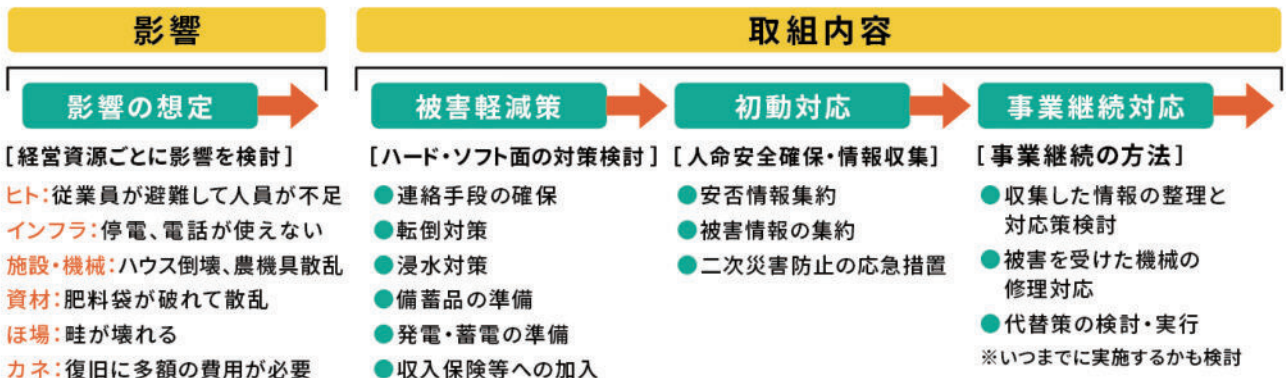 影響
影響の想定
[経営資源ごとに影響を検討]
ヒト:従業員が避難して人員が不足
インフラ:停電、電話が使えない
施設・機械:ハウス倒壊、農機具散乱
資材:肥料袋が破れて散乱
ほ場:畦が壊れる
カネ:復旧に多額の費用が必要
取組内容
被害軽減策
[ハード・ソフト面の対策検討]
●連絡手段の確保
●転倒対策
●浸水対策
●備蓄品の準備
●発電・蓄電の準備
●収入保険等への加入
初動対応
[人命安全確保・情報収集]
●安否情報集約
●被害情報の集約
●二次災害防止の応急措置
事業継続対応
[事業継続の方法]
●収集した情報の整理と
対応策検討
●被害を受けた機械の
修理対応
●代替策の検討・実行
※いつまでに実施するかも検討